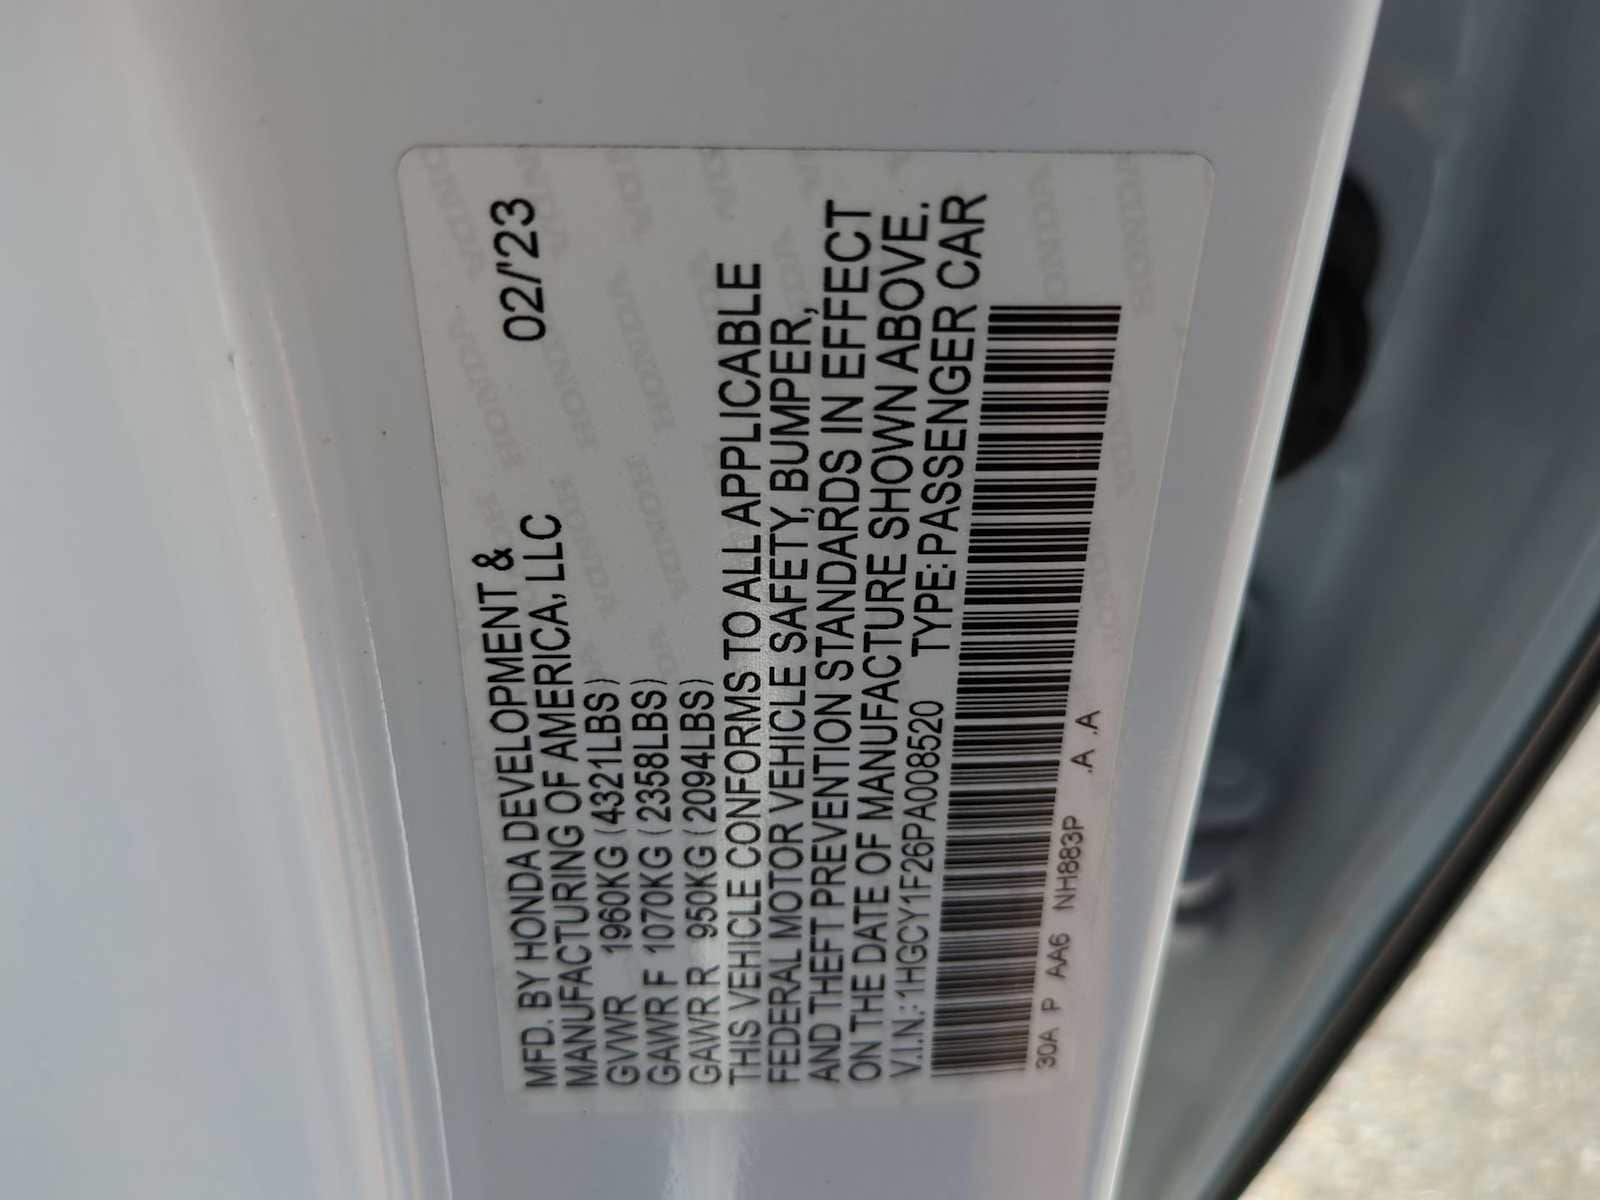 MFD. BY HONDA DEVELOPMENT & 02/'23
MANUFACTURING OF AMERICA, LLC
GVWR 1960KG (4321LBS)
GAWR F 1070KG (2358LBS)
GAWR R 950KG (2094LBS)
THIS VEHICLE CONFORMS TO ALL APPLICABLE
FEDERAL MOTOR VEHICLE SAFETY, BUMPER,
AND THEFT PREVENTION STANDARDS IN EFFECT
ON THE DATE OF MANUFACTURE SHOWN ABOVE.
V.I.N.: 1HGCY1F26PA008520 TYPE: PASSENGER CAR
30A P AA6 NH883P .A .A